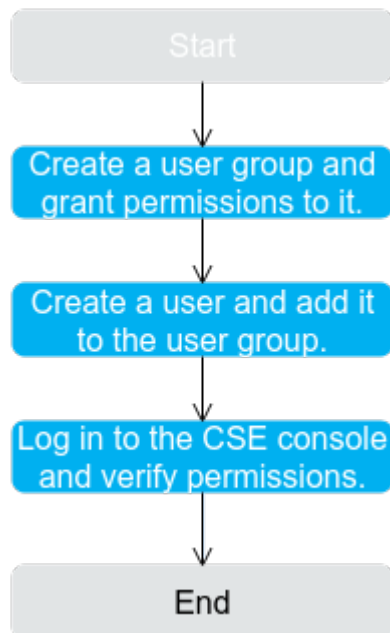 Start
Create a user group and
grant permissions to it.
Create a user and add it
to the user group.
Log in to the CSE console
and verify permissions.
End